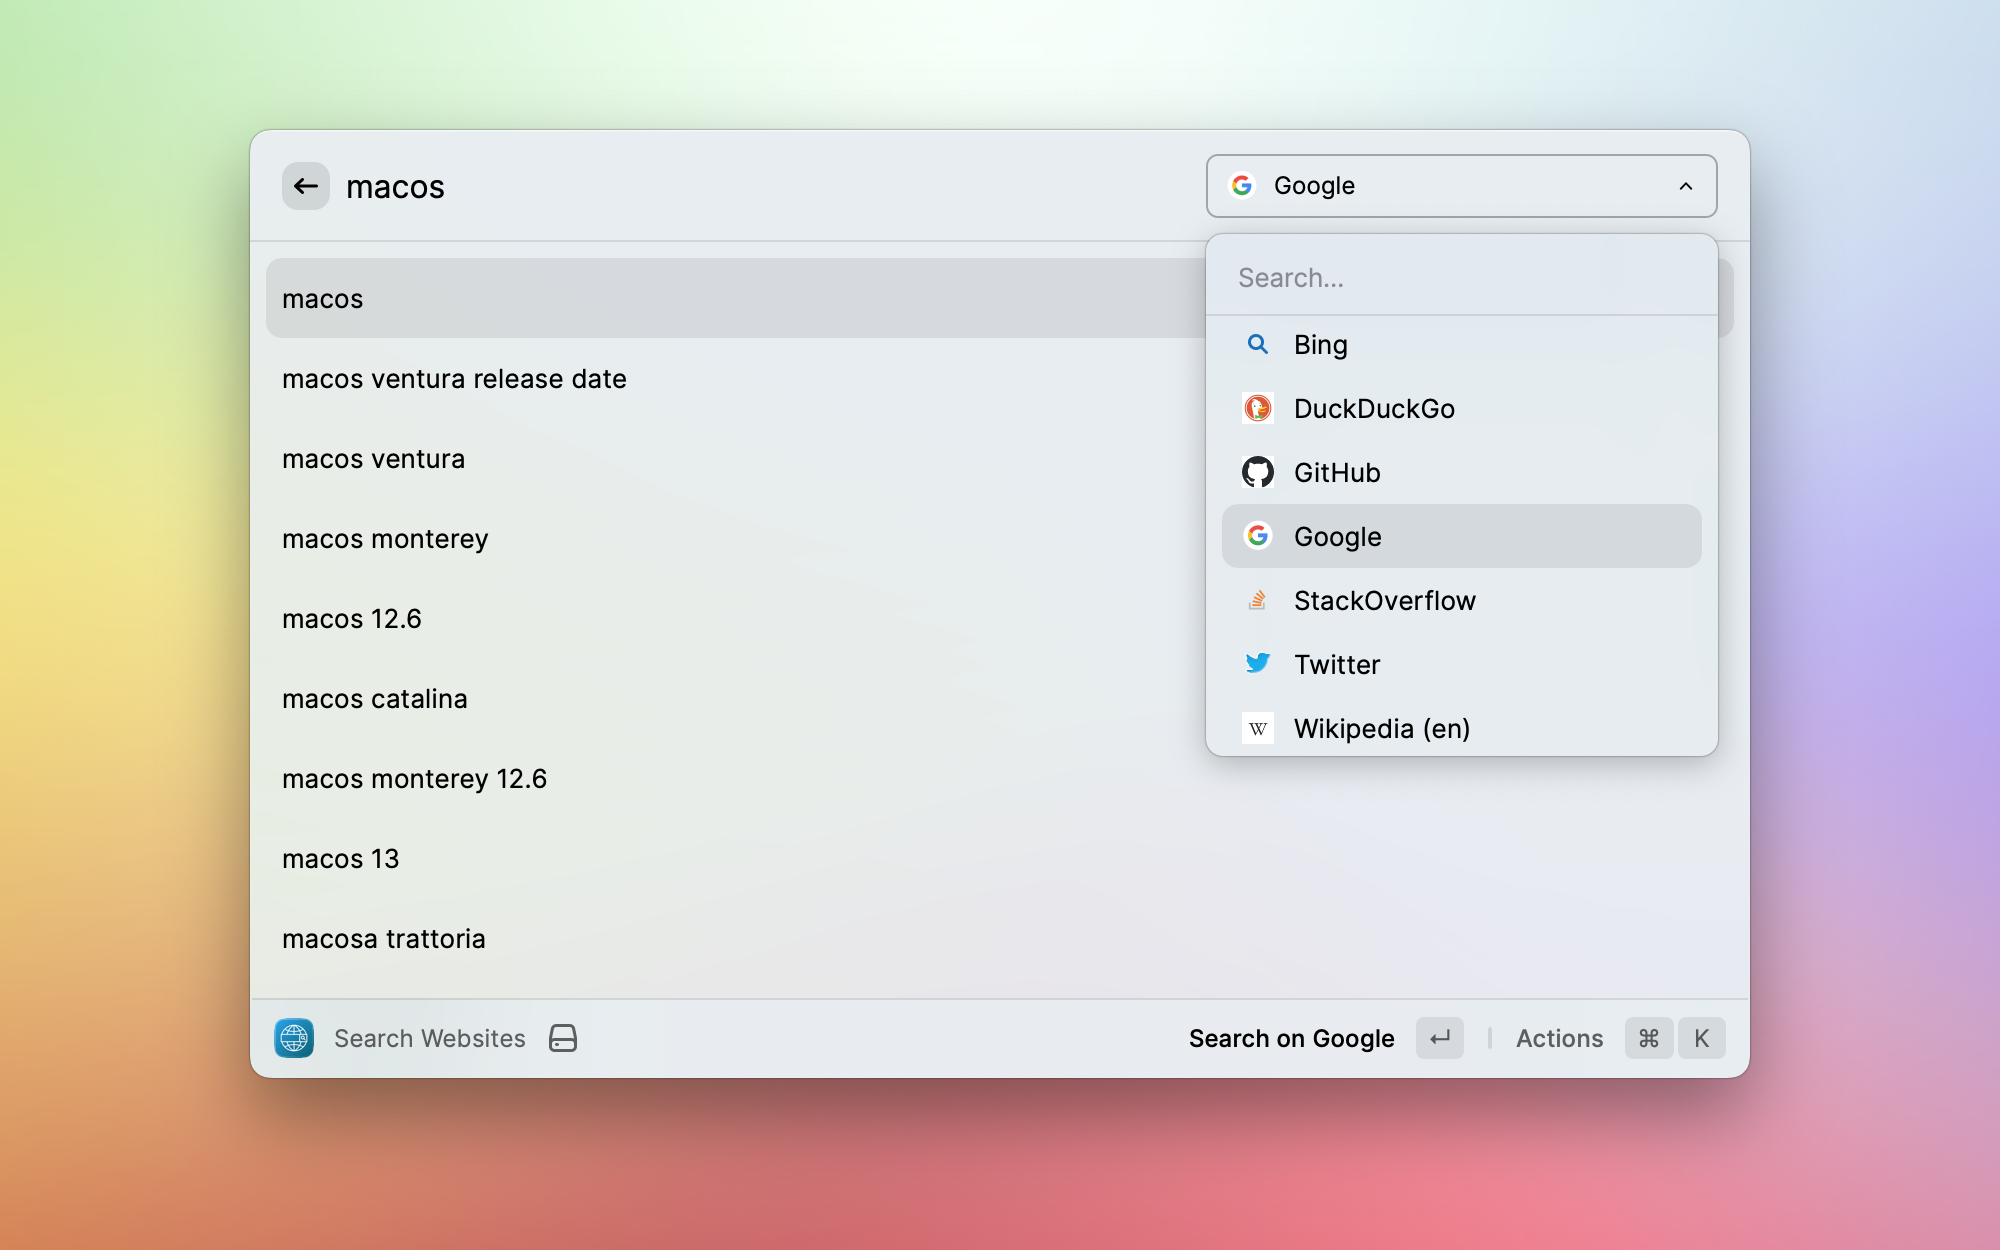 macos
Google
macos
macos ventura release date
macos ventura
macos monterey
macos 12.6
macos catalina
macos monterey 12.6
macos 13
macosa trattoria
Search...
Bing
DuckDuckGo
GitHub
Google
StackOverflow
Twitter
W Wikipedia (en)
Search Websites
Search on Google ↵ | Actions ⌘ K